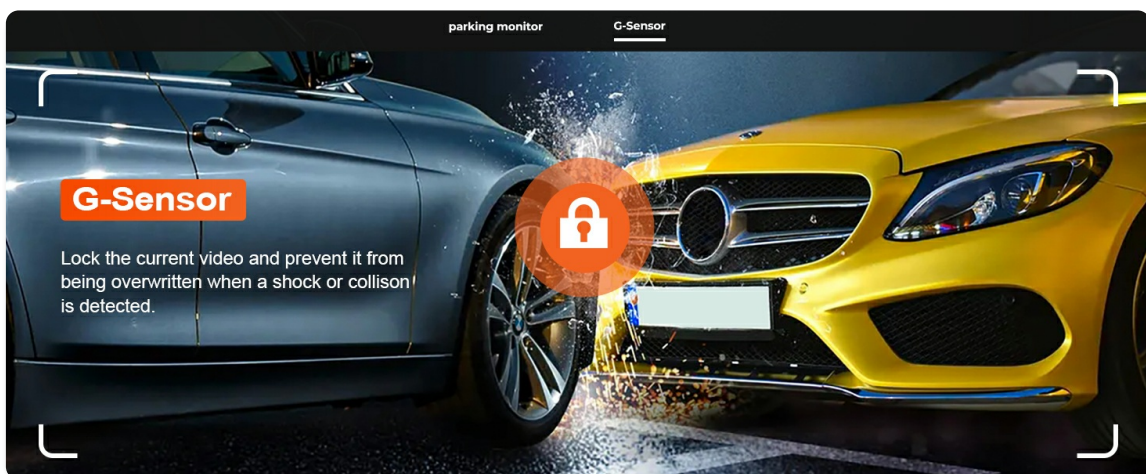 parking monitor
G-Sensor
G-Sensor
Lock the current video and prevent it from
being overwritten when a shock or collison
is detected.